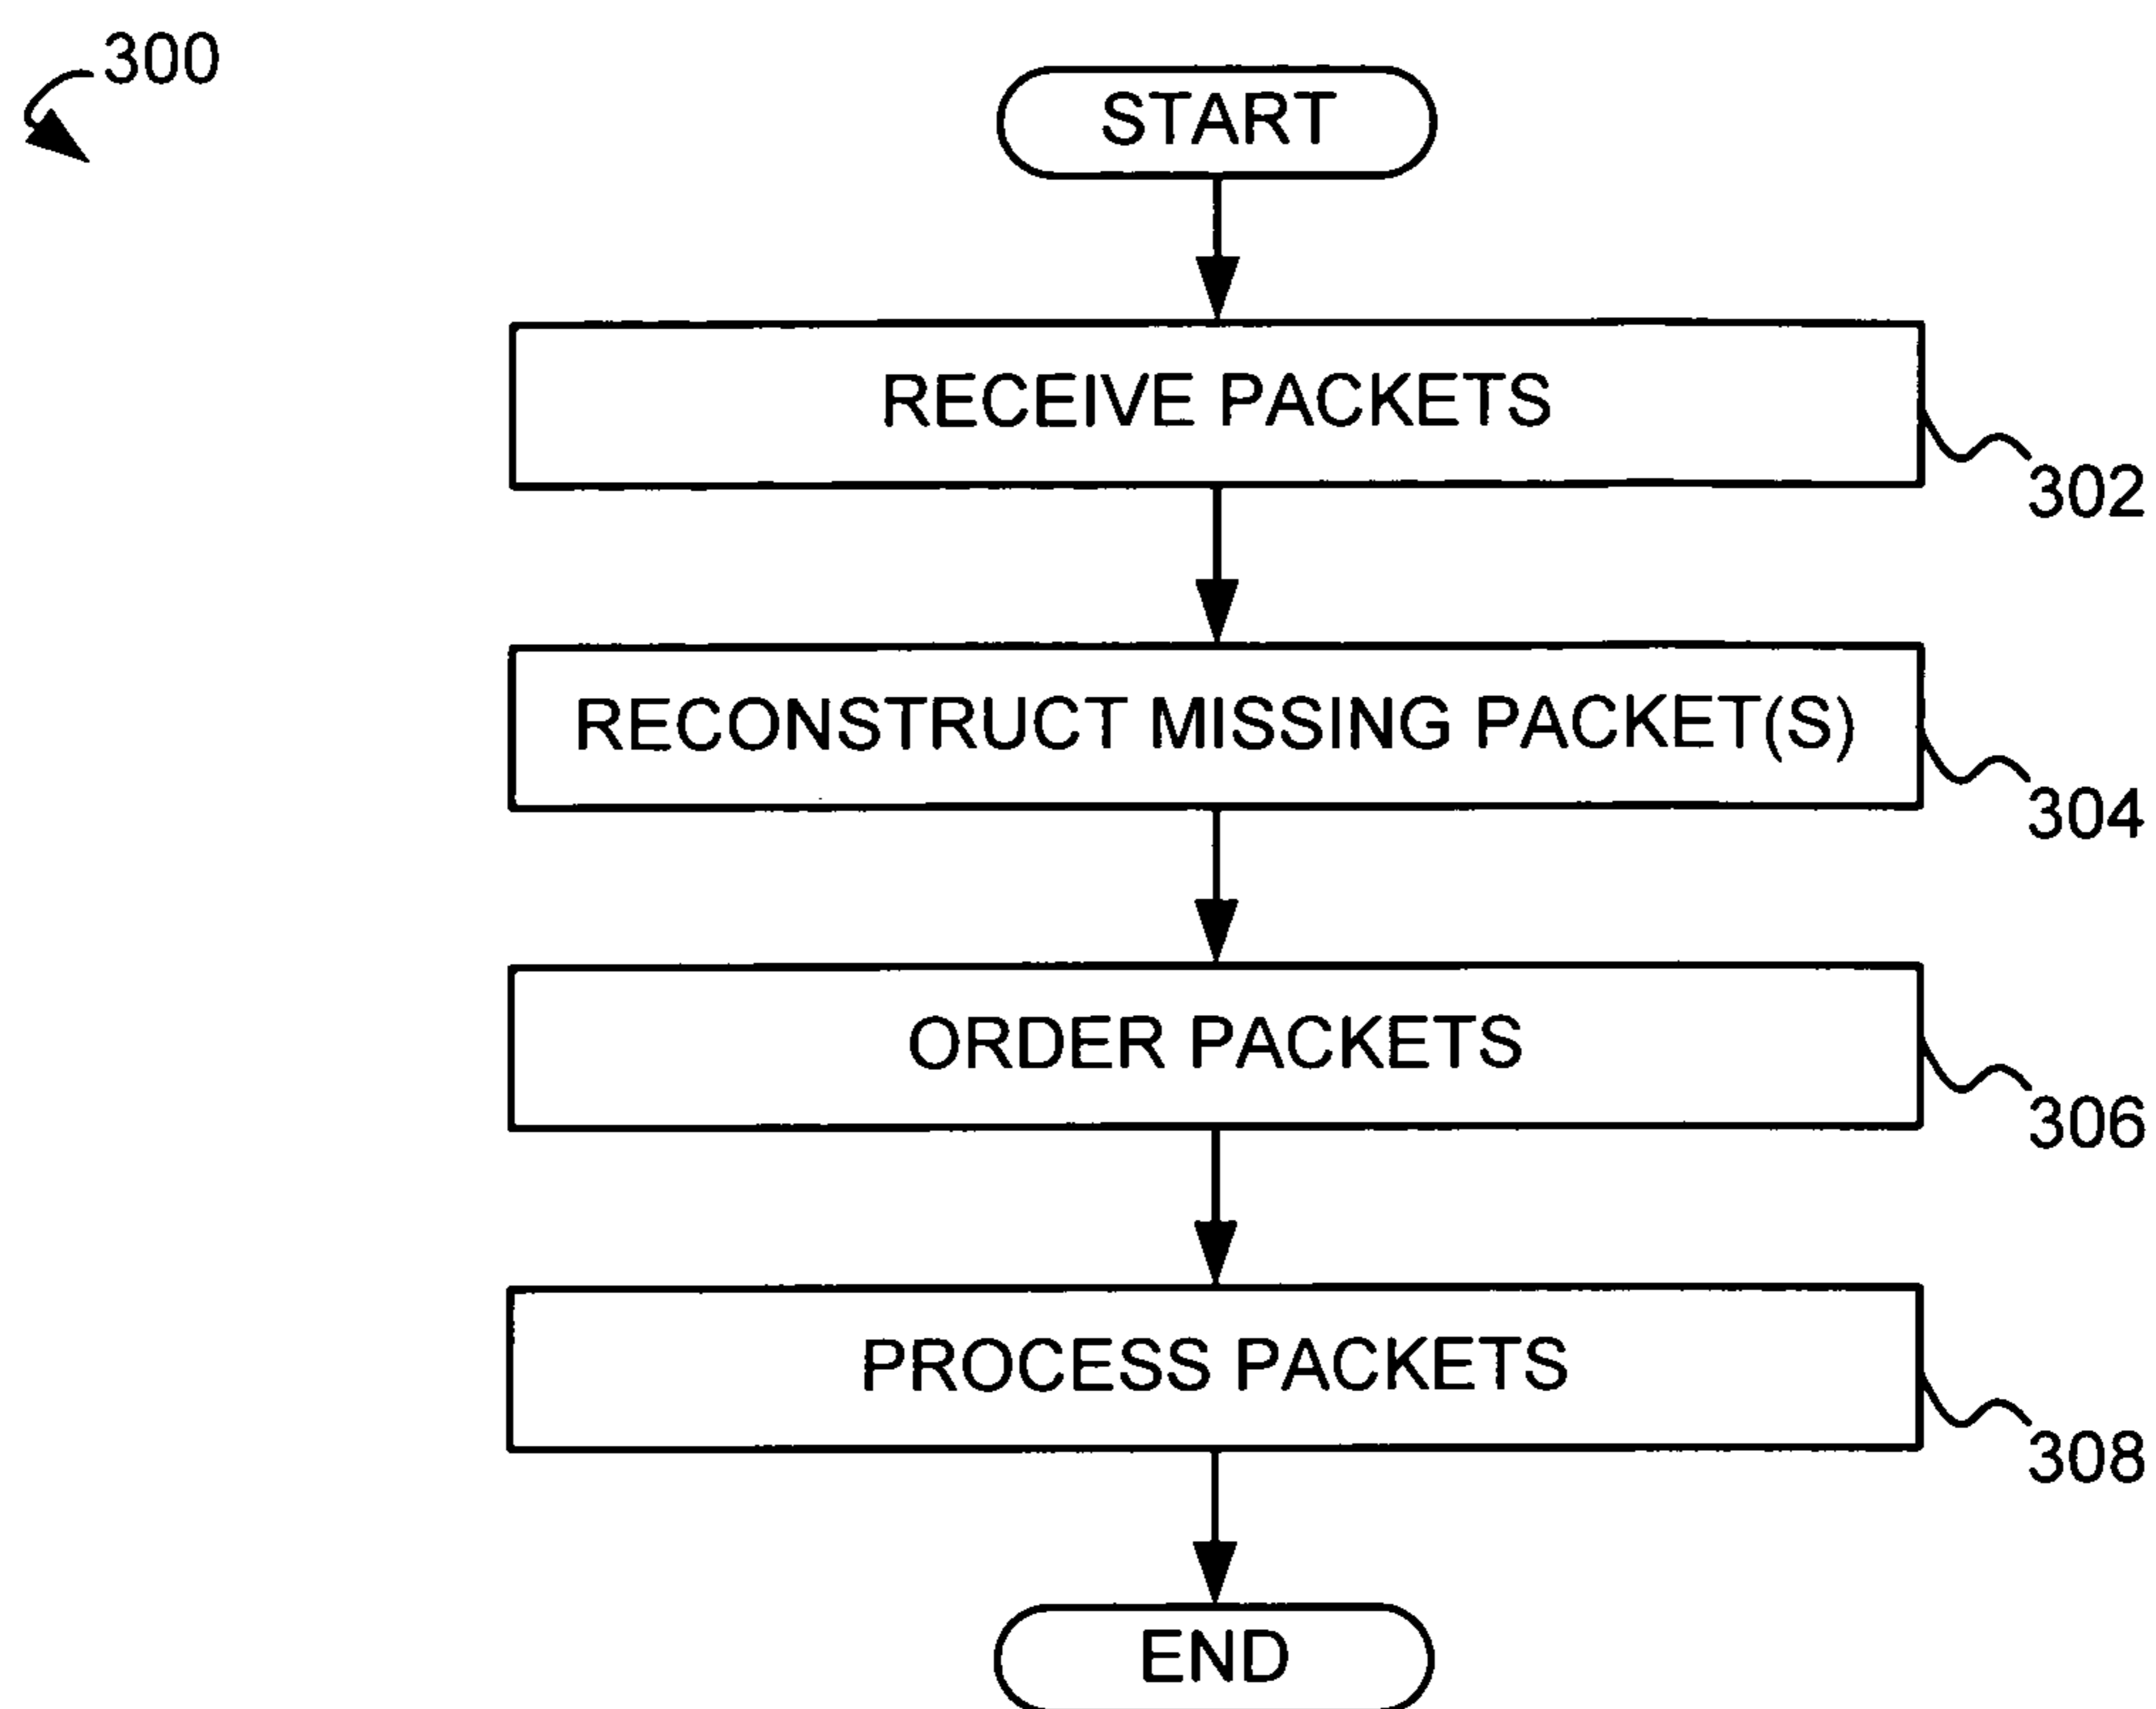 300
START
RECEIVE PACKETS
302
RECONSTRUCT MISSING PACKET(S)
304
ORDER PACKETS
306
PROCESS PACKETS
308
END